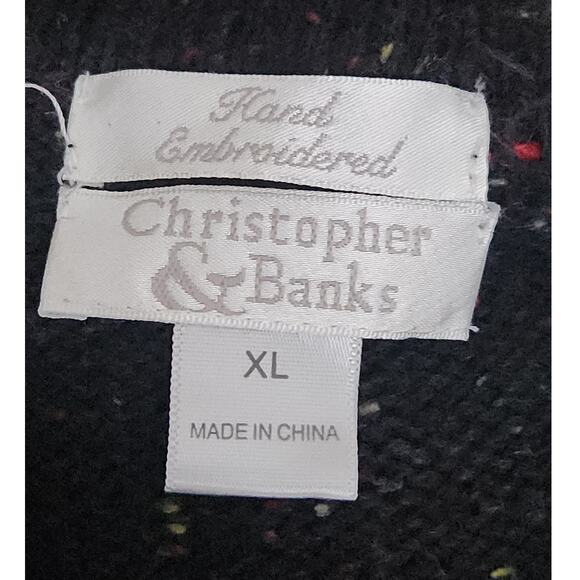 Hand
Embroidered
Christopher
& Banks
XL
MADE IN CHINA